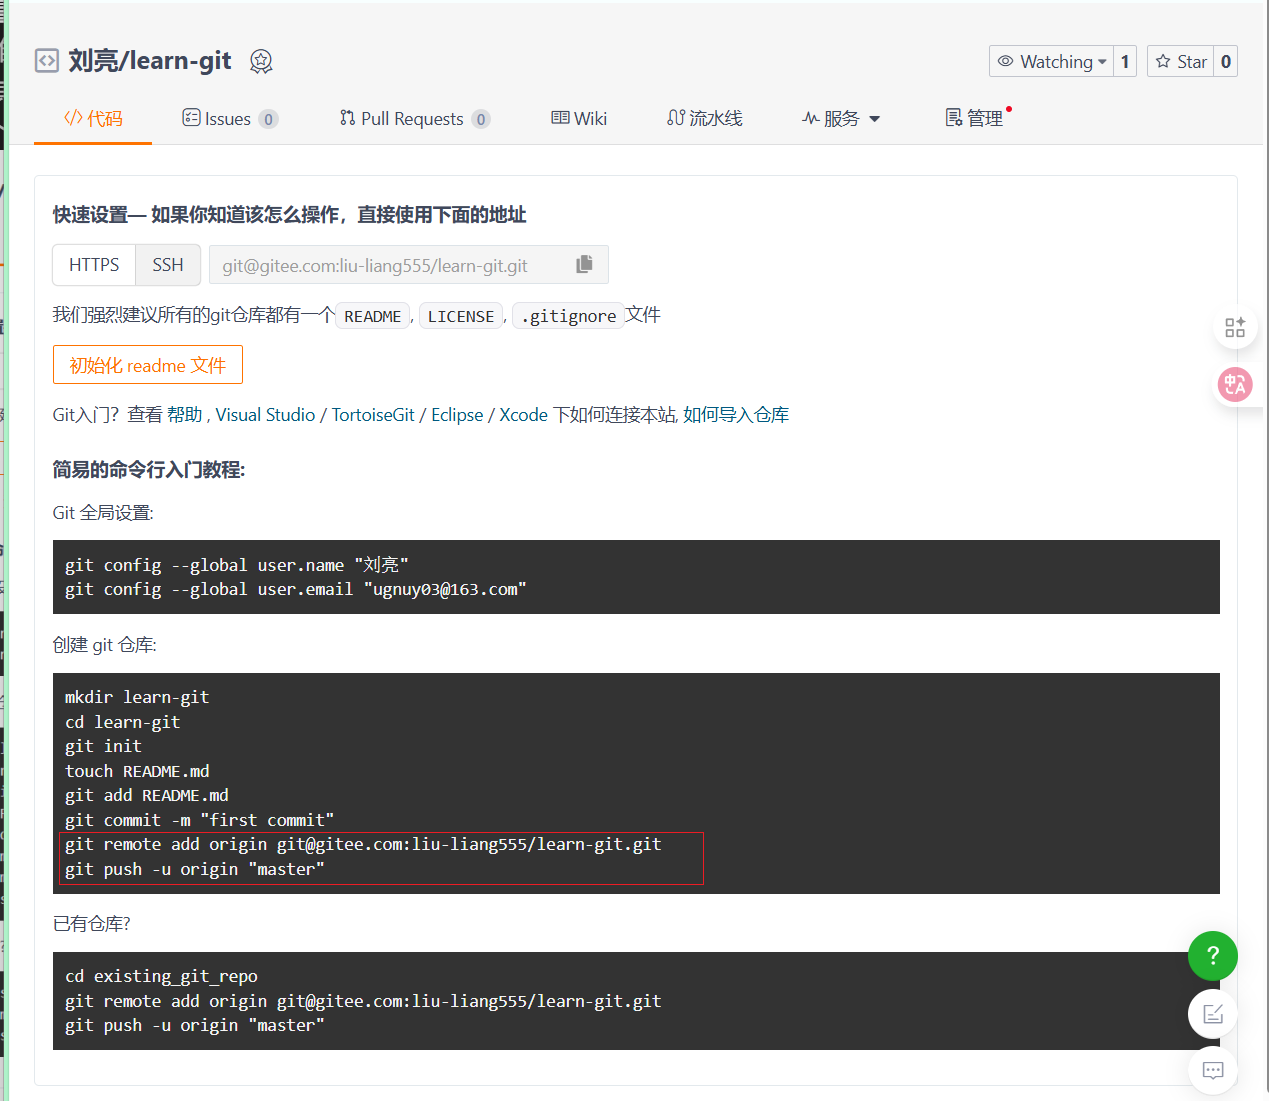 刘亮/learn-git
Watching 1 Star 0
代码 Issues 0 Pull Requests 0 Wiki 流水线 服务 管理
快速设置— 如果你知道该怎么操作，直接使用下面的地址
HTTPS SSH git@gitee.com:liu-liang555/learn-git.git
我们强烈建议所有的git仓库都有一个 README, LICENSE, .gitignore 文件
初始化 readme 文件
Git入门？查看 帮助 , Visual Studio / TortoiseGit / Eclipse / Xcode 下如何连接本站, 如何导入仓库
简易的命令行入门教程:
Git 全局设置:
git config --global user.name "刘亮"
git config --global user.email "ugnuy03@163.com"
创建 git 仓库:
mkdir learn-git
cd learn-git
git init
touch README.md
git add README.md
git commit -m "first commit"
git remote add origin git@gitee.com:liu-liang555/learn-git.git
git push -u origin "master"
已有仓库?
cd existing_git_repo
git remote add origin git@gitee.com:liu-liang555/learn-git.git
git push -u origin "master"